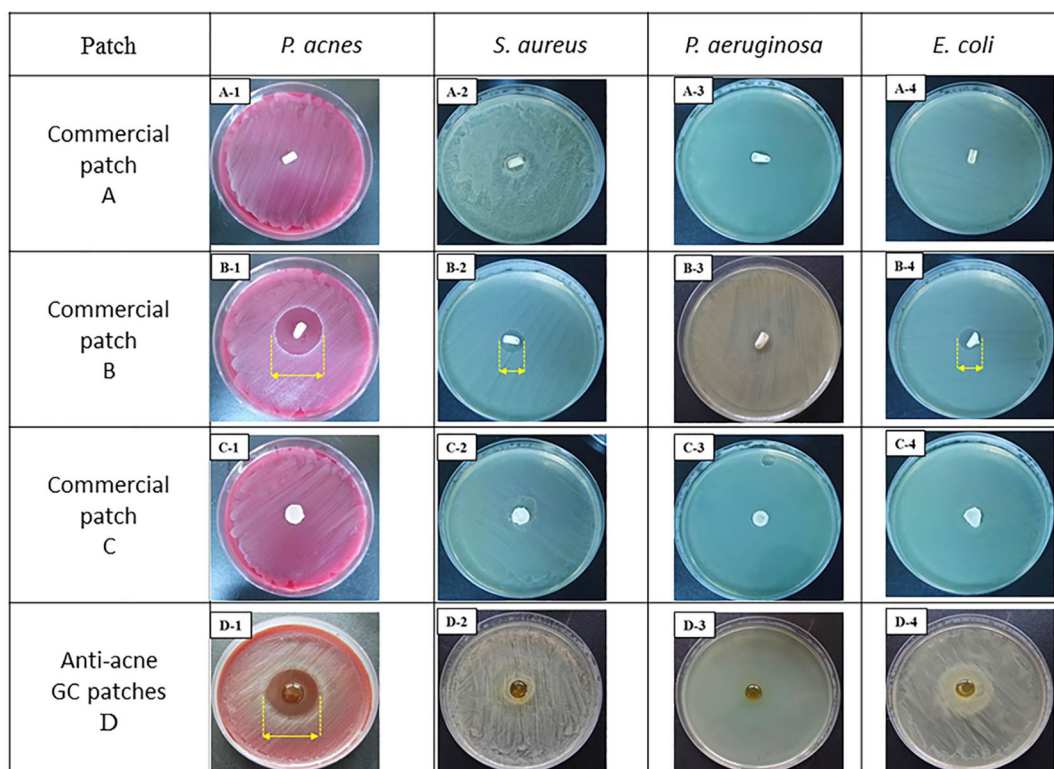 Patch
P. acnes
S. aureus
P. aeruginosa
E. coli
Commercial
patch
A
A-1
A-2
A-3
A-4
Commercial
patch
B
B-1
B-2
B-3
B-4
Commercial
patch
C
C-1
C-2
C-3
C-4
Anti-acne
GC patches
D
D-1
D-2
D-3
D-4